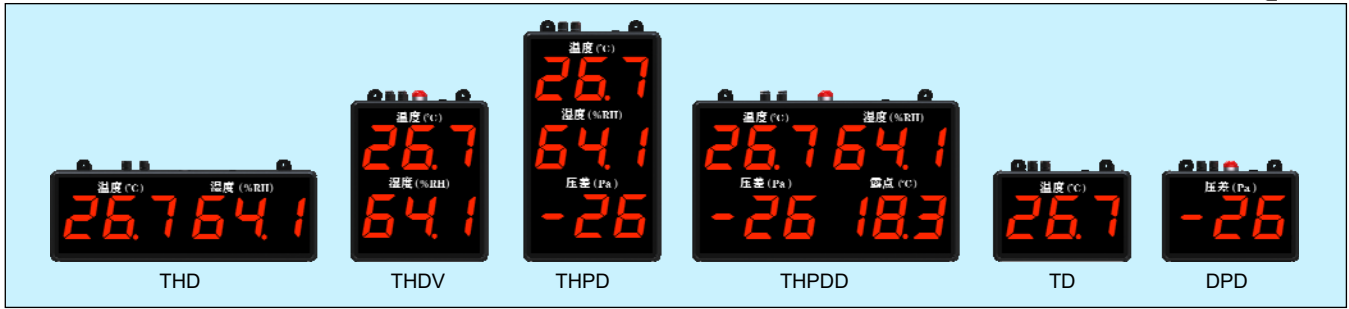 温度(℃) 湿度(%RH)
26.7 64.1
THD
温度(℃)
26.7
湿度(%RH)
64.1
THDV
温度(℃)
26.7
湿度(%RH)
64.1
压差(Pa)
-26
THPD
温度(℃) 湿度(%RH)
26.7 64.1
压差(Pa) 露点(℃)
-26 18.3
THPDD
温度(℃)
26.7
TD
压差(Pa)
-26
DPD